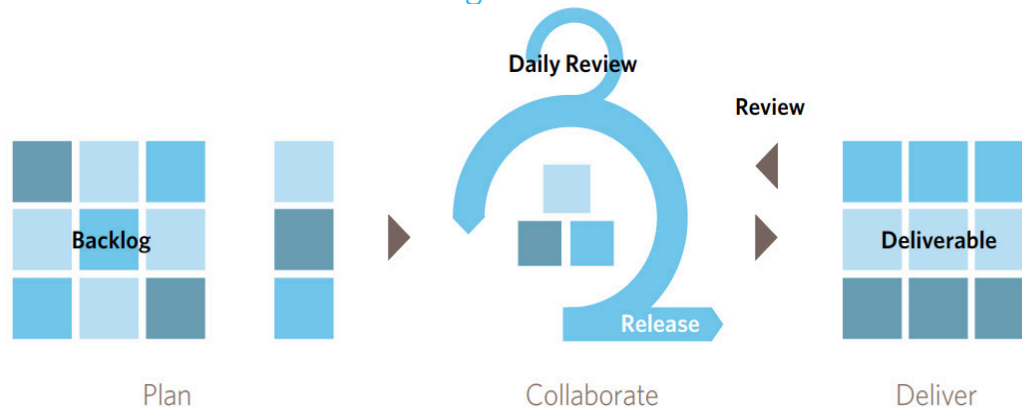 Daily Review
Review
Backlog
Deliverable
Release
Plan
Collaborate
Deliver